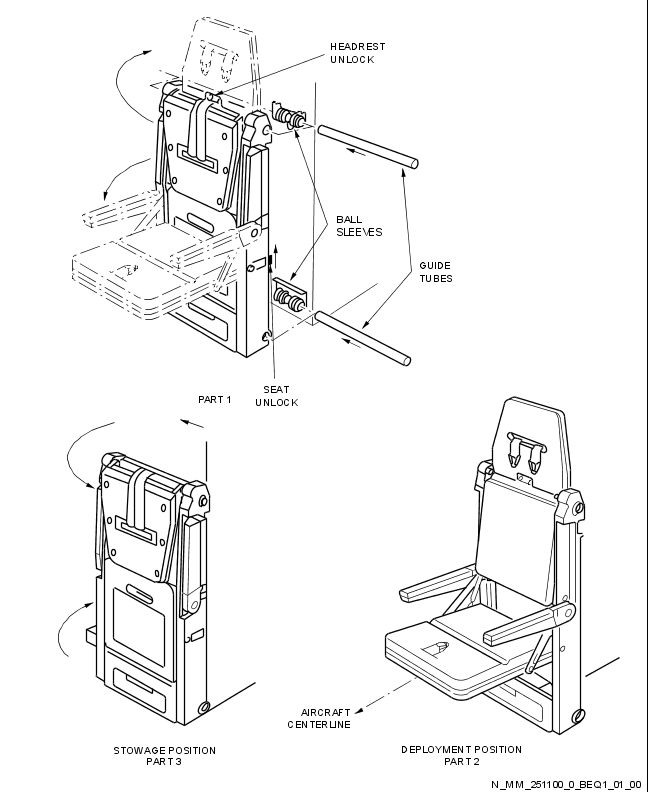 HEADREST
UNLOCK
BALL
SLEEVES
GUIDE
TUBES
SEAT
UNLOCK
PART 1
AIRCRAFT
CENTERLINE
STOWAGE POSITION
PART 3
DEPLOYMENT POSITION
PART 2
N_MM_251100_0_BEQ1_01_00